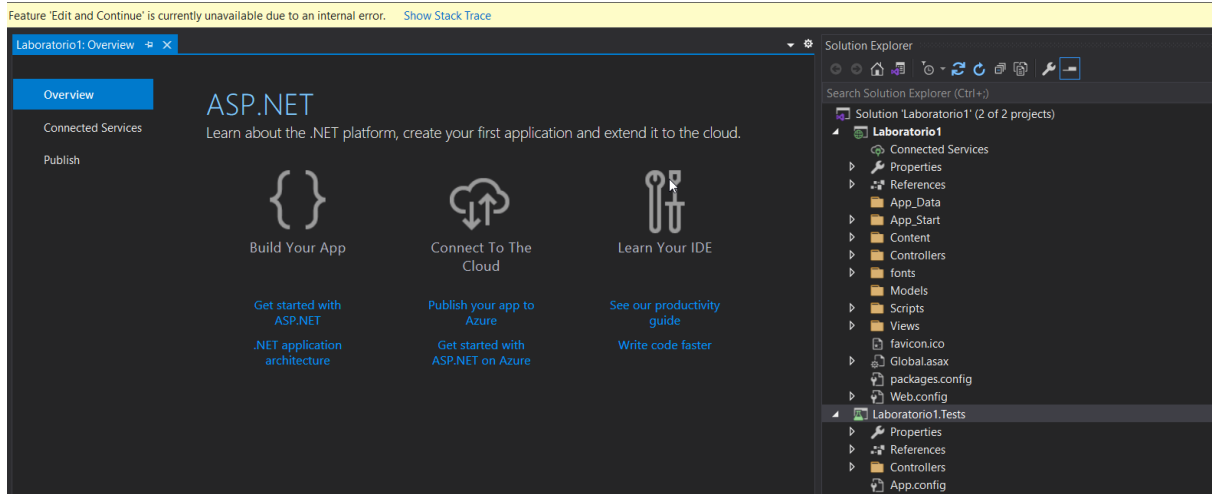 Feature 'Edit and Continue' is currently unavailable due to an internal error. Show Stack Trace
Laboratorio1: Overview
Overview
Connected Services
Publish
ASP.NET
Learn about the .NET platform, create your first application and extend it to the cloud.
Build Your App
Get started with
ASP.NET
.NET application
architecture
Connect To The
Cloud
Publish your app to
Azure
Get started with
ASP.NET on Azure
Learn Your IDE
See our productivity
guide
Write code faster
Solution Explorer
Search Solution Explorer (Ctrl+;)
Solution 'Laboratorio1' (2 of 2 projects)
Laboratorio1
Connected Services
Properties
References
App_Data
App_Start
Content
Controllers
fonts
Models
Scripts
Views
favicon.ico
Global.asax
packages.config
Web.config
Laboratorio1.Tests
Properties
References
Controllers
App.config